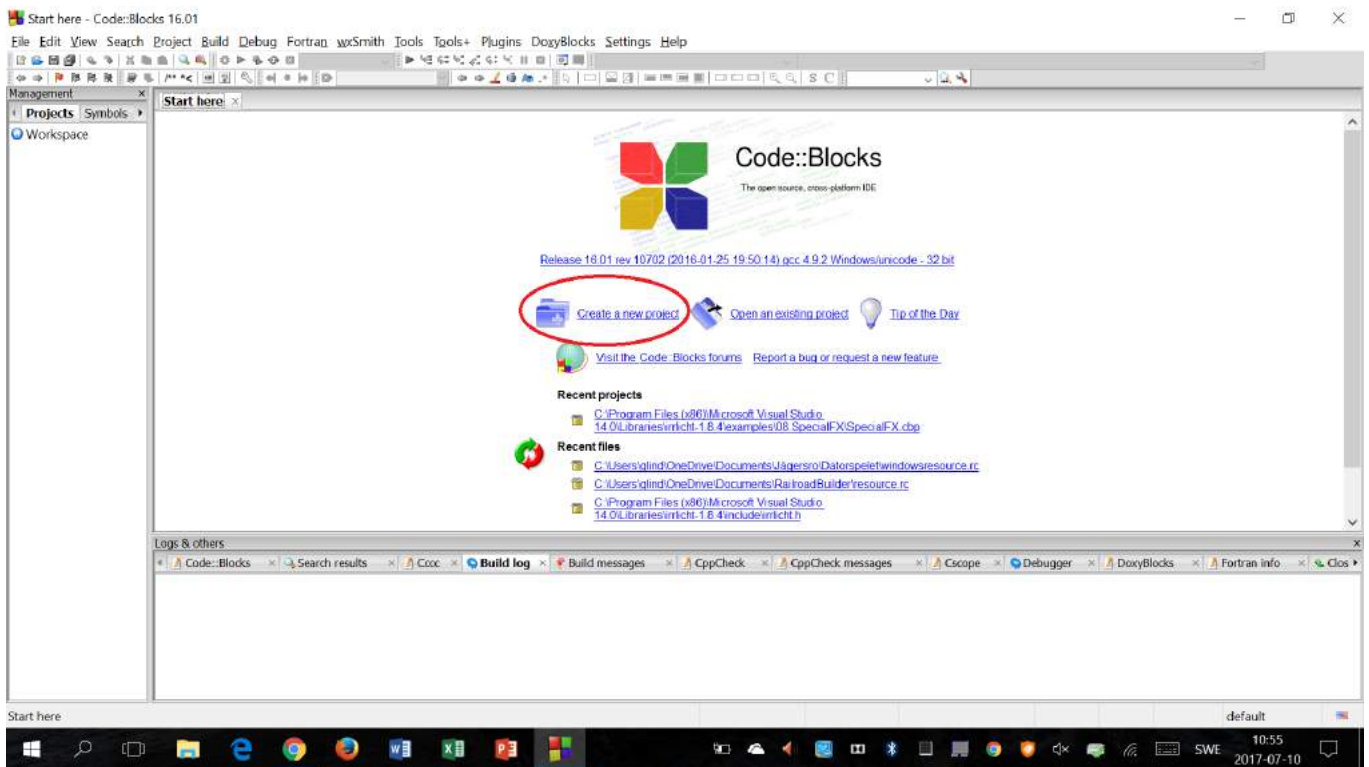 Start here - Code::Blocks 16.01
File Edit View Search Project Build Debug Fortran wxSmith Tools Tools+ Plugins DoxyBlocks Settings Help
Management
Start here
Projects Symbols
Workspace
Code::Blocks
The open source, cross-platform IDE
Release 16.01 rev 10702 (2016-01-25 19:50:14) gcc 4.9.2 Windows/unicode - 32 bit
Create a new project Open an existing project Tip of the Day
Visit the Code::Blocks forums Report a bug or request a new feature
Recent projects
C:\Program Files (x86)\Microsoft Visual Studio
14.0\Libraries\irrlicht-1.8.4\examples\08.SpecialFX\SpecialFX.cbp
Recent files
C:\Users\glind\OneDrive\Documents\Jägersro\Datorspelet\windowsresource.rc
C:\Users\glind\OneDrive\Documents\RailroadBuilder\resource.rc
C:\Program Files (x86)\Microsoft Visual Studio
14.0\Libraries\irrlicht-1.8.4\include\irrlicht.h
Logs & others
Code::Blocks Search results Cccc Build log Build messages CppCheck CppCheck messages Cscope Debugger DoxyBlocks Fortran info Clos
Start here default
SWE 10:55
2017-07-10